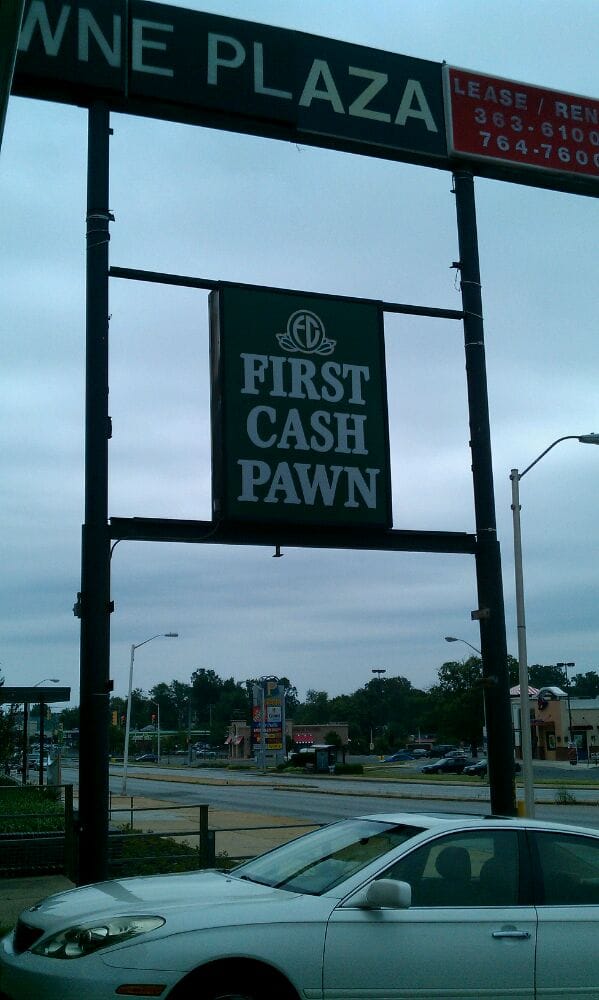 WNE PLAZA
LEASE / REN
363-6100
764-7600
FC
FIRST
CASH
PAWN